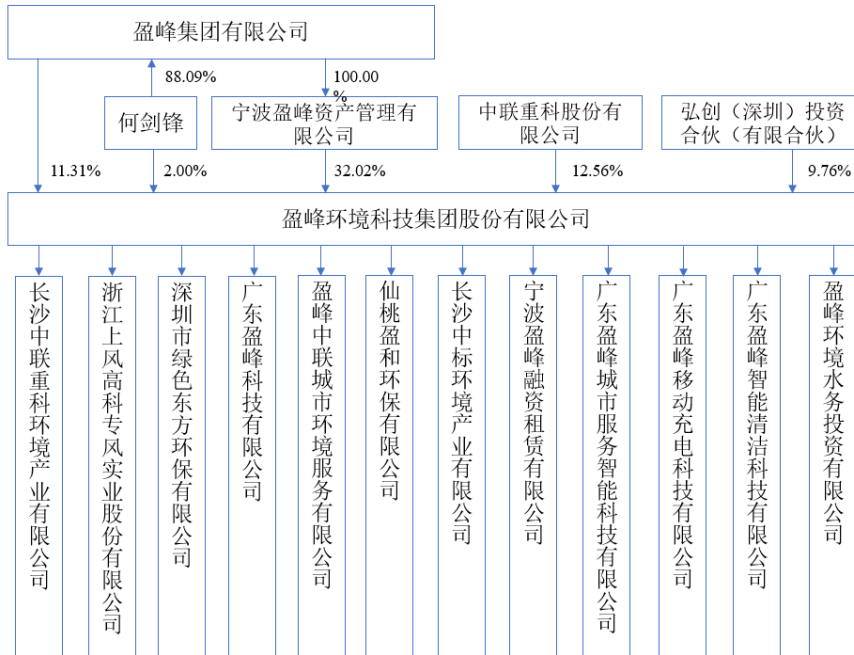 盈峰集团有限公司
88.09%
100.00
%
何剑锋
宁波盈峰资产管理有
限公司
中联重科股份有
限公司
弘创（深圳）投资
合伙（有限合伙）
11.31%
2.00%
32.02%
12.56%
9.76%
盈峰环境科技集团股份有限公司
长沙中联重科环境产业有限公司
浙江上风高科专风实业股份有限公司
深圳市绿色东方环保有限公司
广东盈峰科技有限公司
盈峰中联城市环境服务有限公司
仙桃盈和环保有限公司
长沙中标环境产业有限公司
宁波盈峰融资租赁有限公司
广东盈峰城市服务智能科技有限公司
广东盈峰移动充电科技有限公司
广东盈峰智能清洁科技有限公司
盈峰环境水务投资有限公司